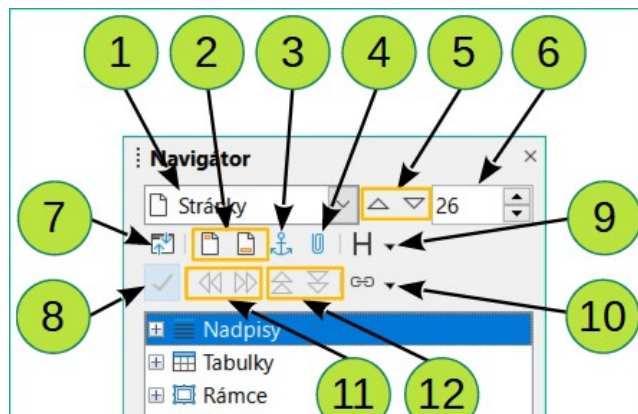 1 2 3 4 5 6
Navigátor
Stránky 26
7 9
8 10
Nadpisy
Tabulky
Rámce
11 12